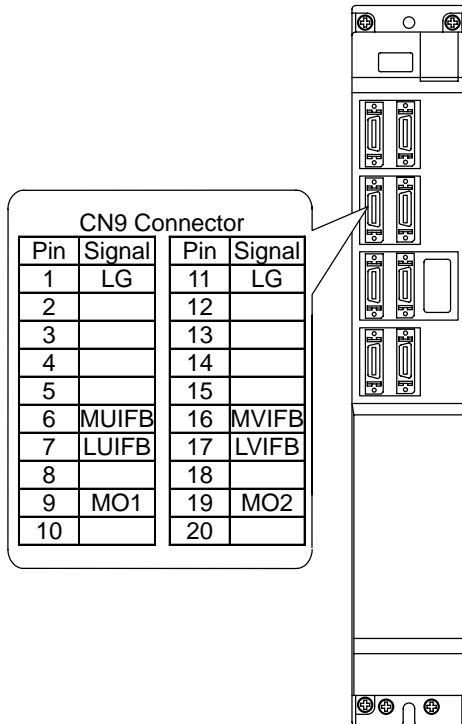 CN9 Connector
Pin Signal Pin Signal
1 LG 11 LG
2 12
3 13
4 14
5 15
6 MUIFB 16 MVIFB
7 LUIFB 17 LVIFB
8 18
9 MO1 19 MO2
10 20